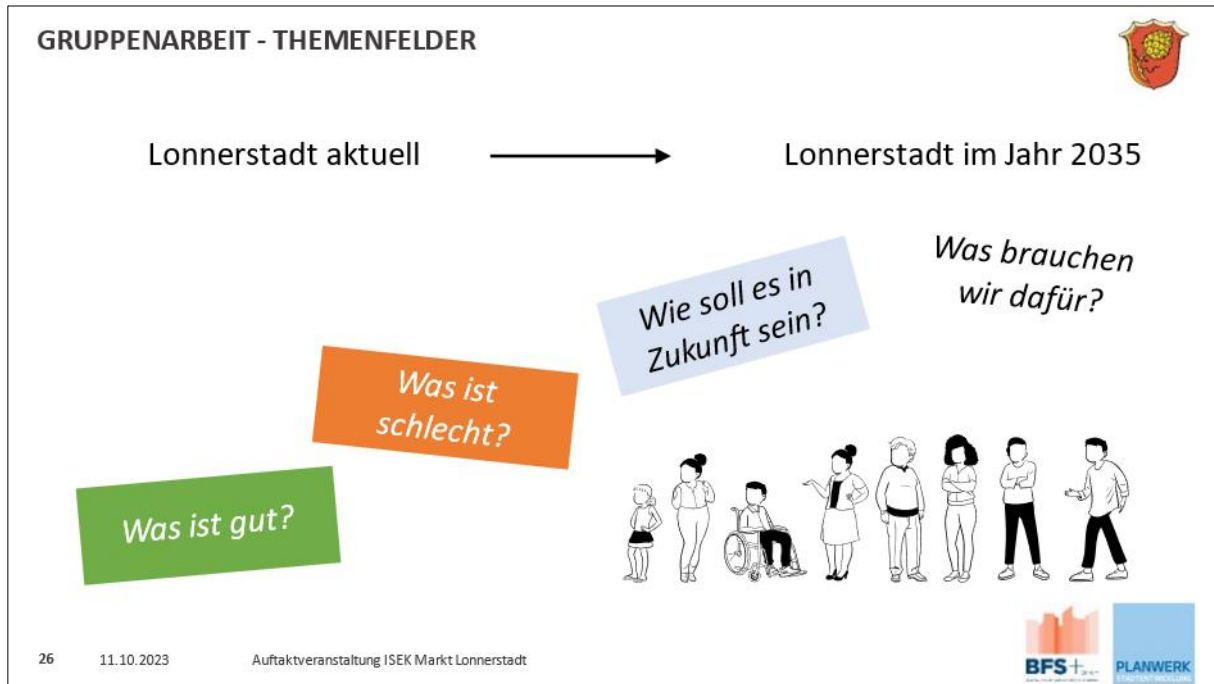 GRUPPENARBEIT - THEMENFELDER
Lonnerstadt aktuell
Lonnerstadt im Jahr 2035
Was brauchen
wir dafür?
Wie soll es in
Zukunft sein?
Was ist
schlecht?
Was ist gut?
26
11.10.2023
Auftaktveranstaltung ISEK Markt Lonnerstadt
BFS+
PLANWERK
STADTENTWICKLUNG